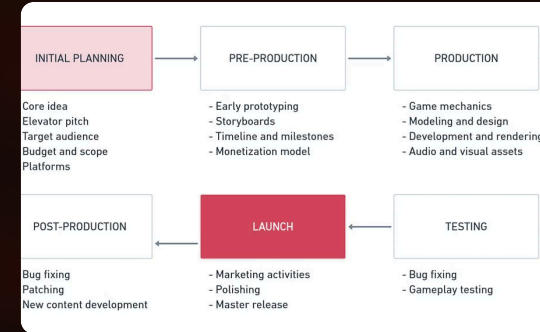 INITIAL PLANNING
PRE-PRODUCTION
PRODUCTION
Core idea
Elevator pitch
Target audience
Budget and scope
Platforms
- Early prototyping
- Storyboards
- Timeline and milestones
- Monetization model
- Game mechanics
- Modeling and design
- Development and rendering
- Audio and visual assets
POST-PRODUCTION
LAUNCH
TESTING
Bug fixing
Patching
New content development
- Marketing activities
- Polishing
- Master release
- Bug fixing
- Gameplay testing